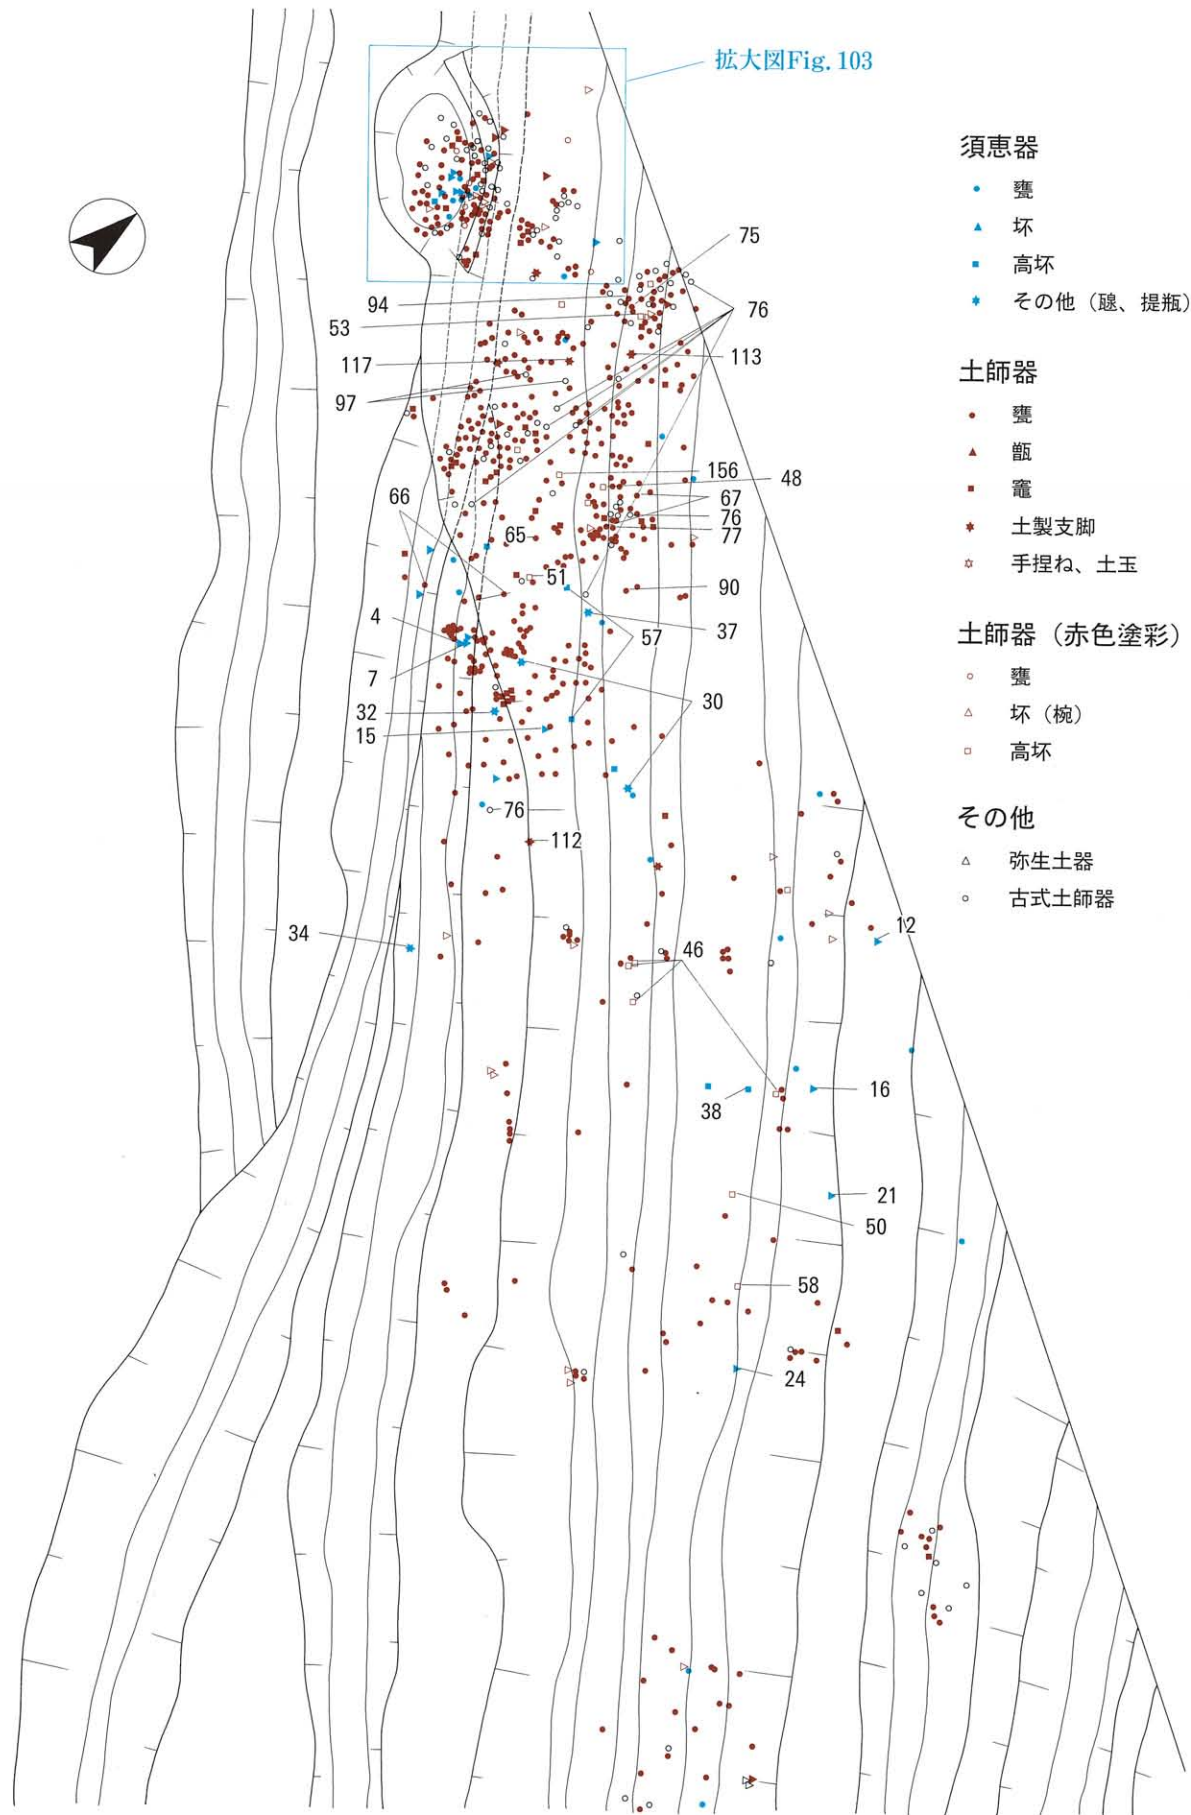 拡大図Fig. 103
須恵器
甕
坏
高坏
その他（𤭯、提瓶）
土師器
甕
甑
竈
土製支脚
手捏ね、土玉
土師器（赤色塗彩）
甕
坏（椀）
高坏
その他
弥生土器
古式土師器
75
94
76
53
117
113
97
156
48
66
67
76
65
77
51
90
4
37
57
7
30
32
15
76
112
12
34
46
16
38
21
50
58
24